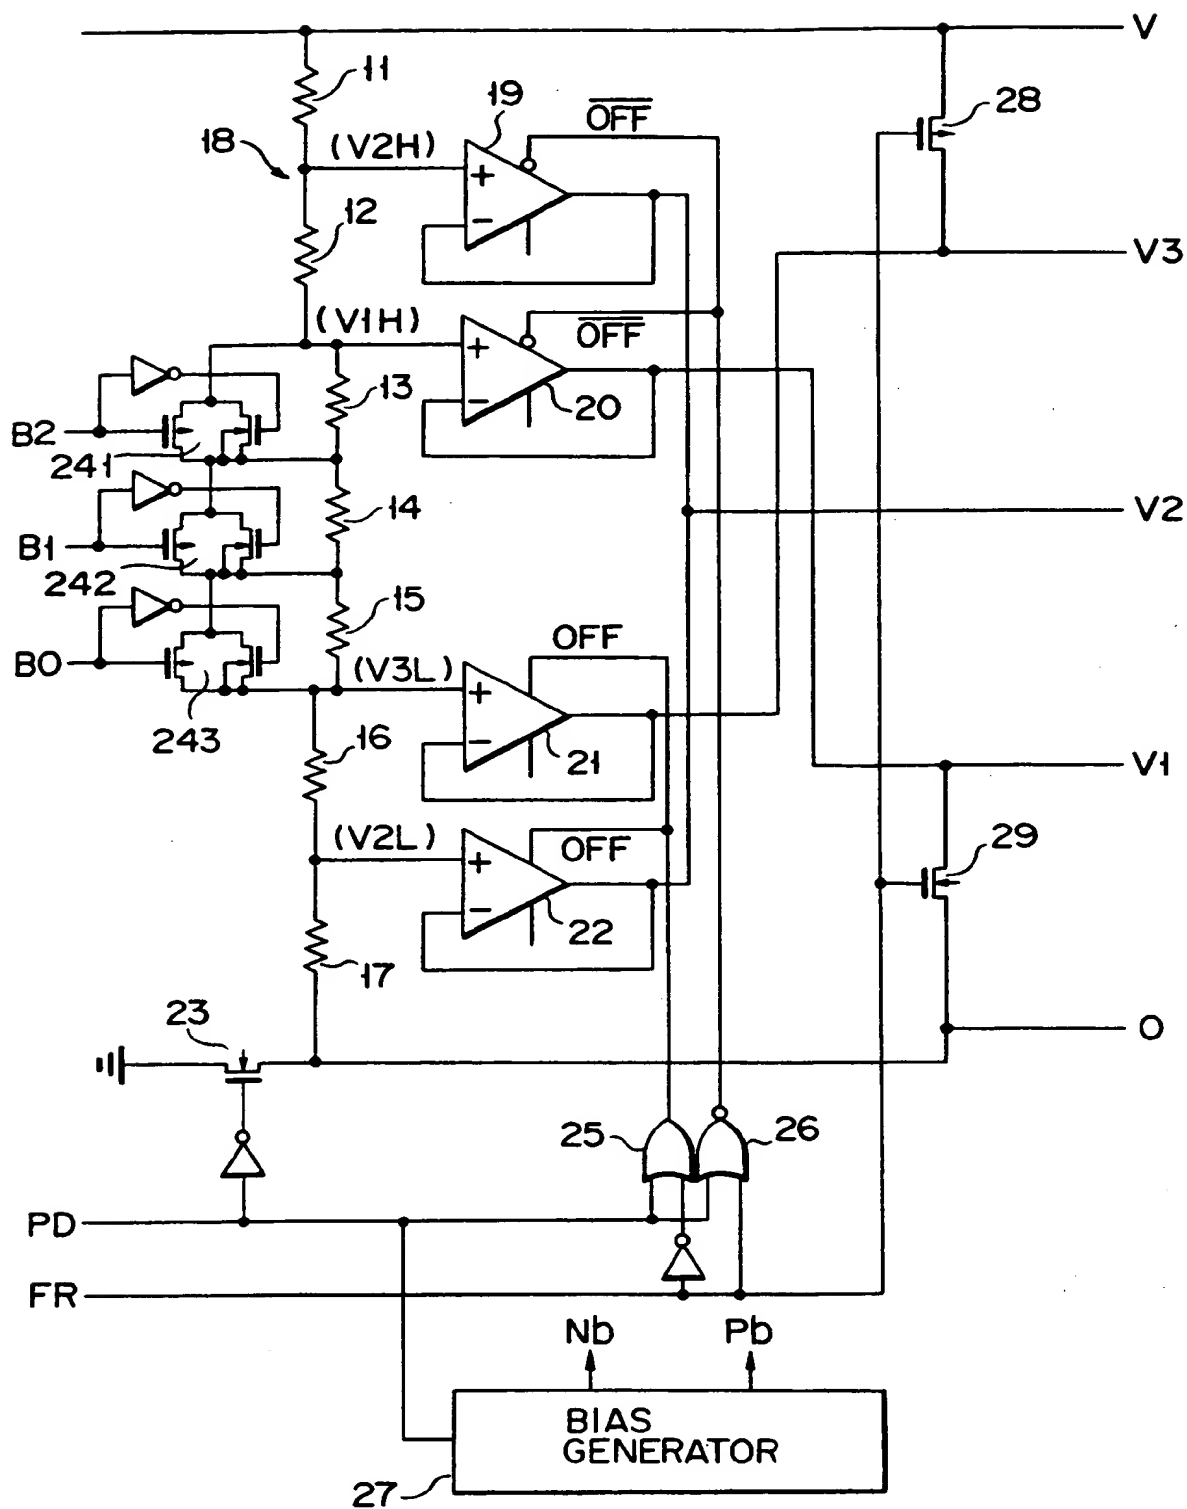 V
11
19
O̅F̅F̅
28
18
(V2H)
12
V3
(V1H)
O̅F̅F̅
13
20
B2
241
14
V2
B1
242
15
OFF
B0
(V3L)
243
16
21
V1
(V2L)
OFF
29
22
17
23
O
25
26
PD
FR
Nb
Pb
BIAS
GENERATOR
27